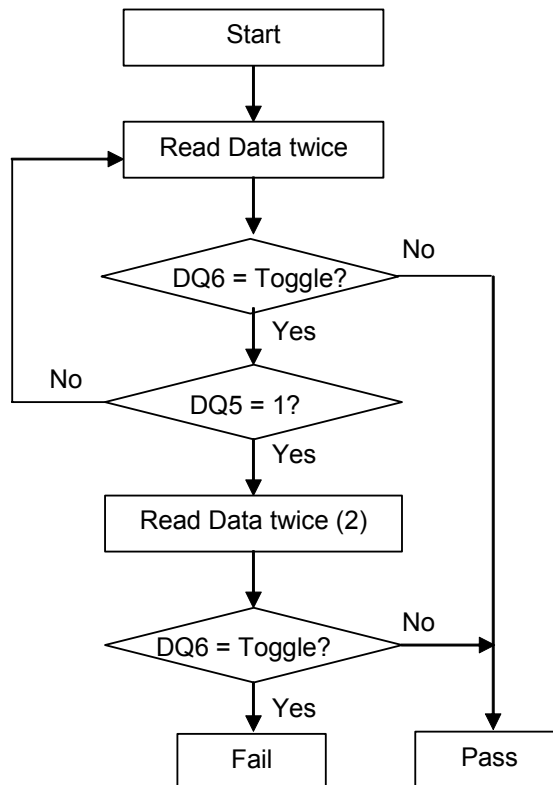 Start
Read Data twice
No
DQ6 = Toggle?
Yes
No
DQ5 = 1?
Yes
Read Data twice (2)
No
DQ6 = Toggle?
Yes
Fail
Pass